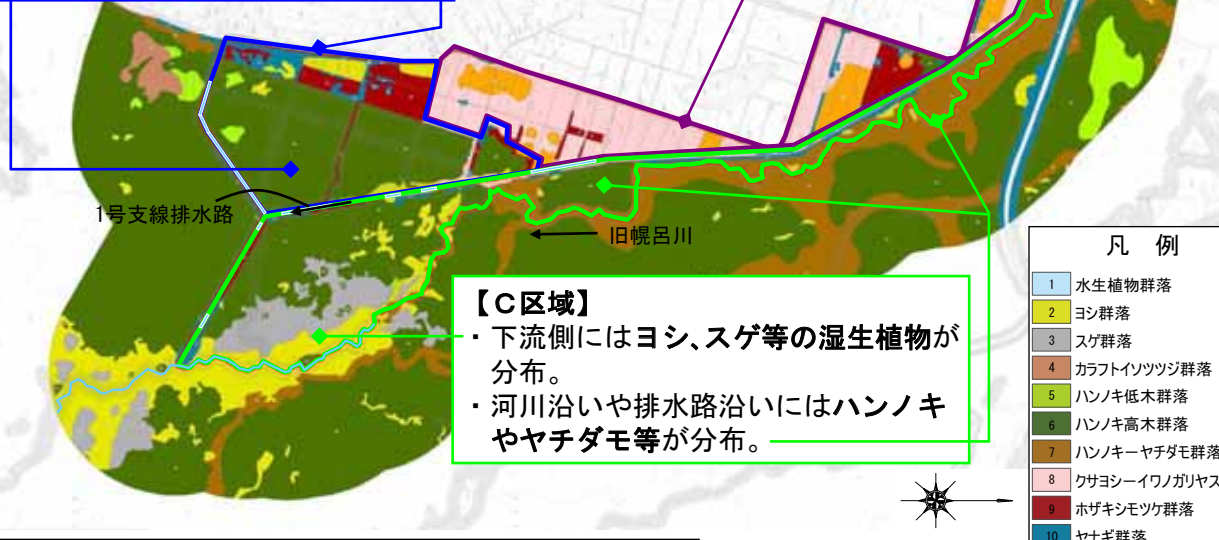 1号支線排水路
旧幌呂川
【C区域】
・下流側にはヨシ、スゲ等の湿生植物が
分布。
・河川沿いや排水路沿いにはハンノキ
やヤチダモ等が分布。
凡 例
1 水生植物群落
2 ヨシ群落
3 スゲ群落
4 カラフトイソツツジ群落
5 ハンノキ低木群落
6 ハンノキ高木群落
7 ハンノキーヤチダモ群落
8 クサヨシーイワノガリヤス
9 ホザキシモツケ群落
10 ヤナギ群落